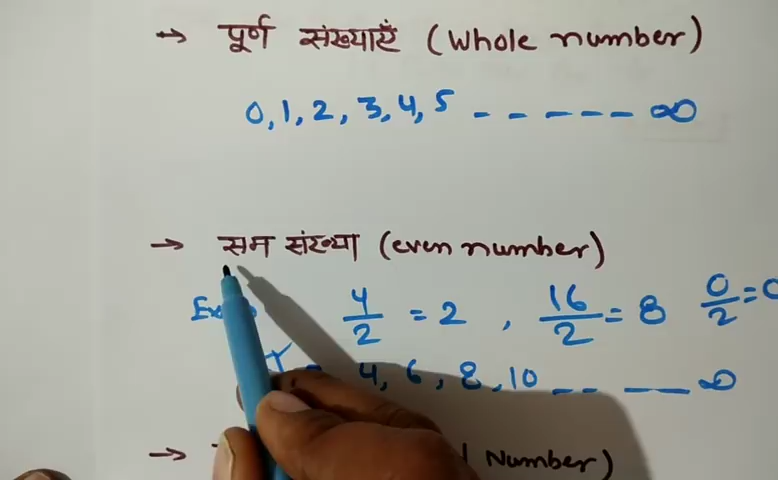 → पूर्ण संख्याएँ (Whole number)
0, 1, 2, 3, 4, 5 _ _ _ _ _ ∞
→ सम संख्या (even number)
4/2 = 2 , 16/2 = 8 0/2 = 0
4, 6, 8, 10 _ _ _ _ ∞
→ Number)